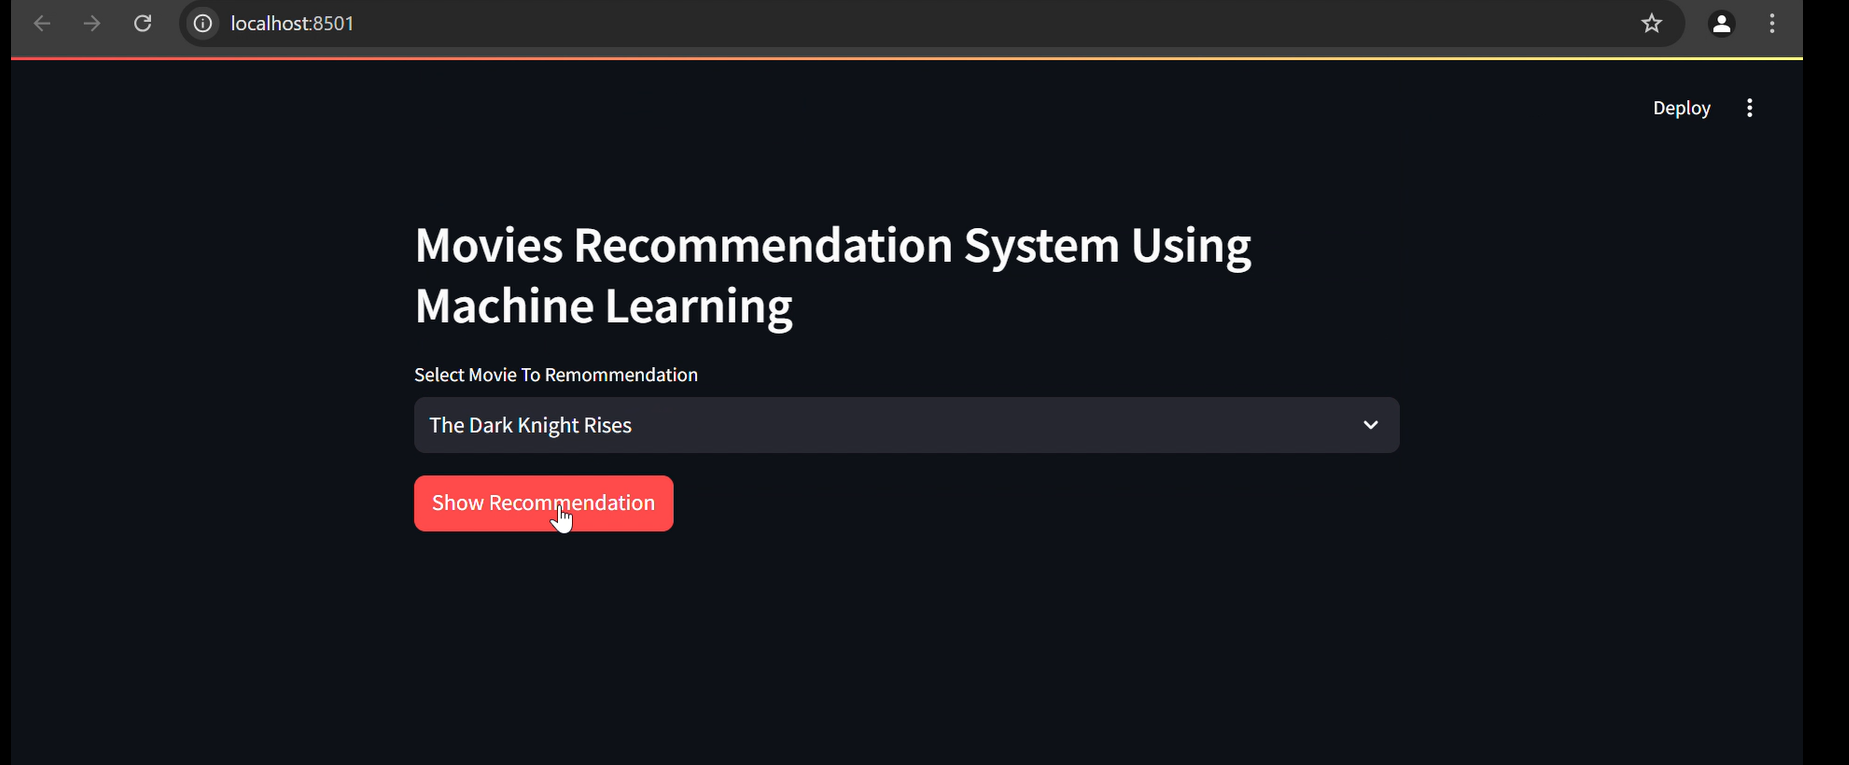 localhost:8501
Deploy
Movies Recommendation System Using
Machine Learning
Select Movie To Remommendation
The Dark Knight Rises
Show Recommendation